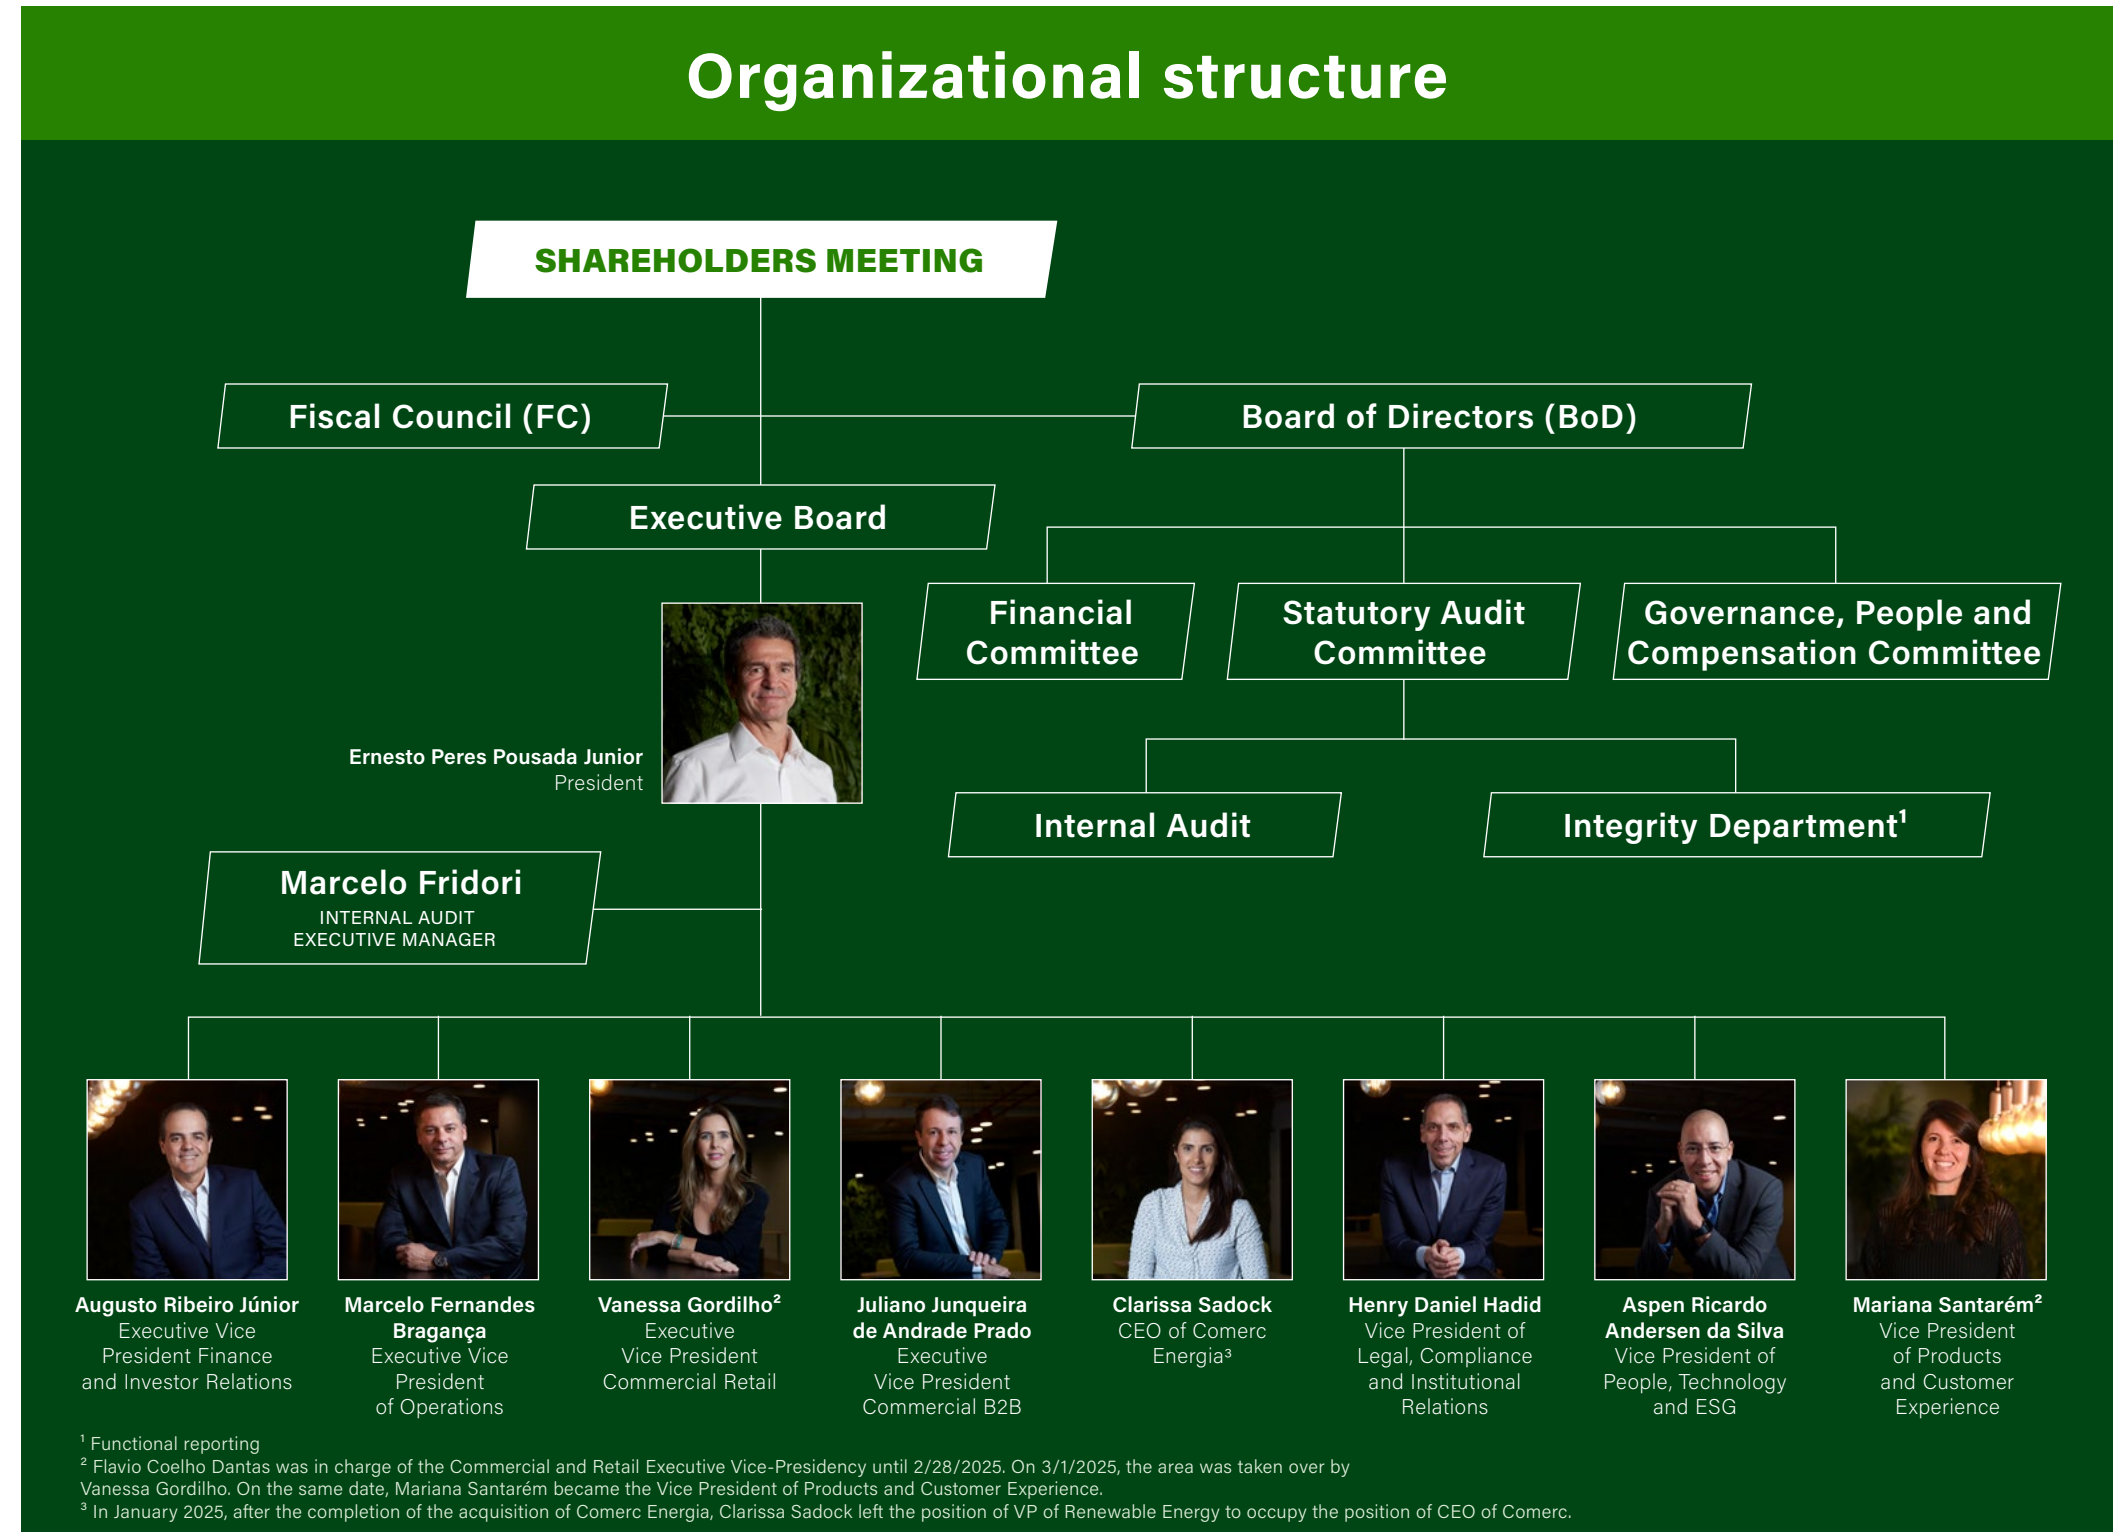 Organizational structure
SHAREHOLDERS MEETING
Fiscal Council (FC)
Board of Directors (BoD)
Executive Board
Financial
Committee
Statutory Audit
Committee
Governance, People and
Compensation Committee
Ernesto Peres Pousada Junior
President
Internal Audit
Integrity Department¹
Marcelo Fridori
INTERNAL AUDIT
EXECUTIVE MANAGER
Augusto Ribeiro Júnior
Executive Vice
President Finance
and Investor Relations
Marcelo Fernandes
Bragança
Executive Vice
President
of Operations
Vanessa Gordilho²
Executive
Vice President
Commercial Retail
Juliano Junqueira
de Andrade Prado
Executive
Vice President
Commercial B2B
Clarissa Sadock
CEO of Comerc
Energia³
Henry Daniel Hadid
Vice President of
Legal, Compliance
and Institutional
Relations
Aspen Ricardo
Andersen da Silva
Vice President of
People, Technology
and ESG
Mariana Santarém²
Vice President
of Products
and Customer
Experience
¹ Functional reporting
² Flavio Coelho Dantas was in charge of the Commercial and Retail Executive Vice-Presidency until 2/28/2025. On 3/1/2025, the area was taken over by
Vanessa Gordilho. On the same date, Mariana Santarém became the Vice President of Products and Customer Experience.
³ In January 2025, after the completion of the acquisition of Comerc Energia, Clarissa Sadock left the position of VP of Renewable Energy to occupy the position of CEO of Comerc.